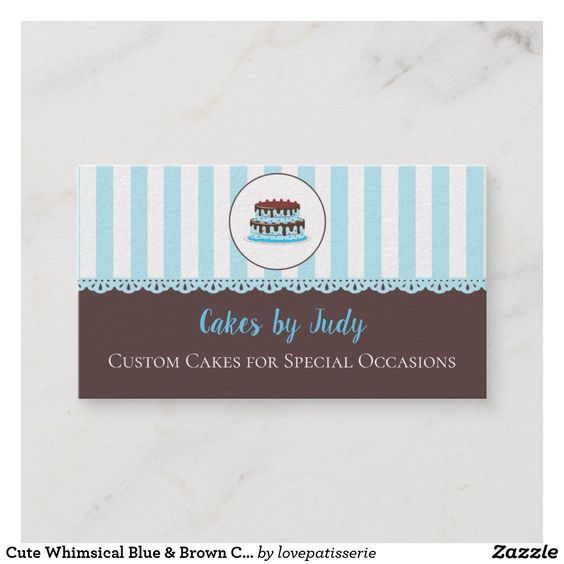 Cakes by Judy
Custom Cakes for Special Occasions
Cute Whimsical Blue & Brown C... by lovepatisserie Zazzle